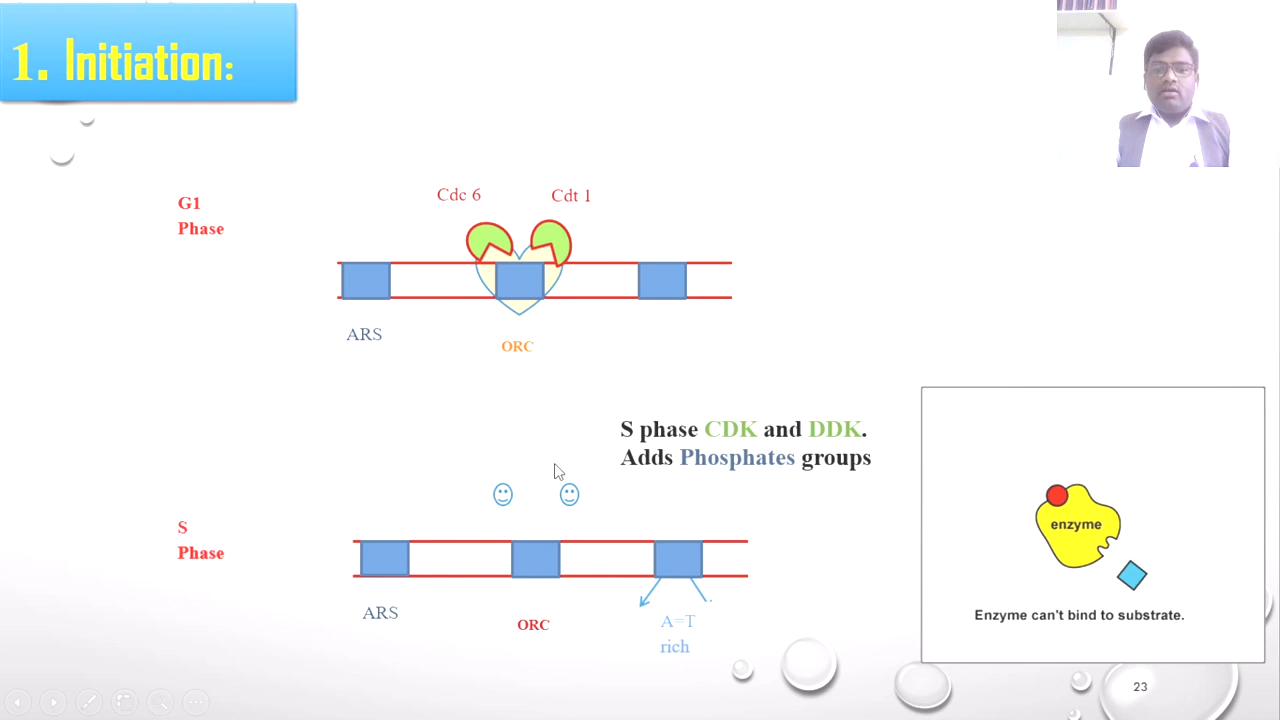 1. Initiation:
G1
Phase
Cdc 6
Cdt 1
ARS
ORC
S phase CDK and DDK.
Adds Phosphates groups
S
Phase
ARS
ORC
A=T
rich
enzyme
Enzyme can't bind to substrate.
23